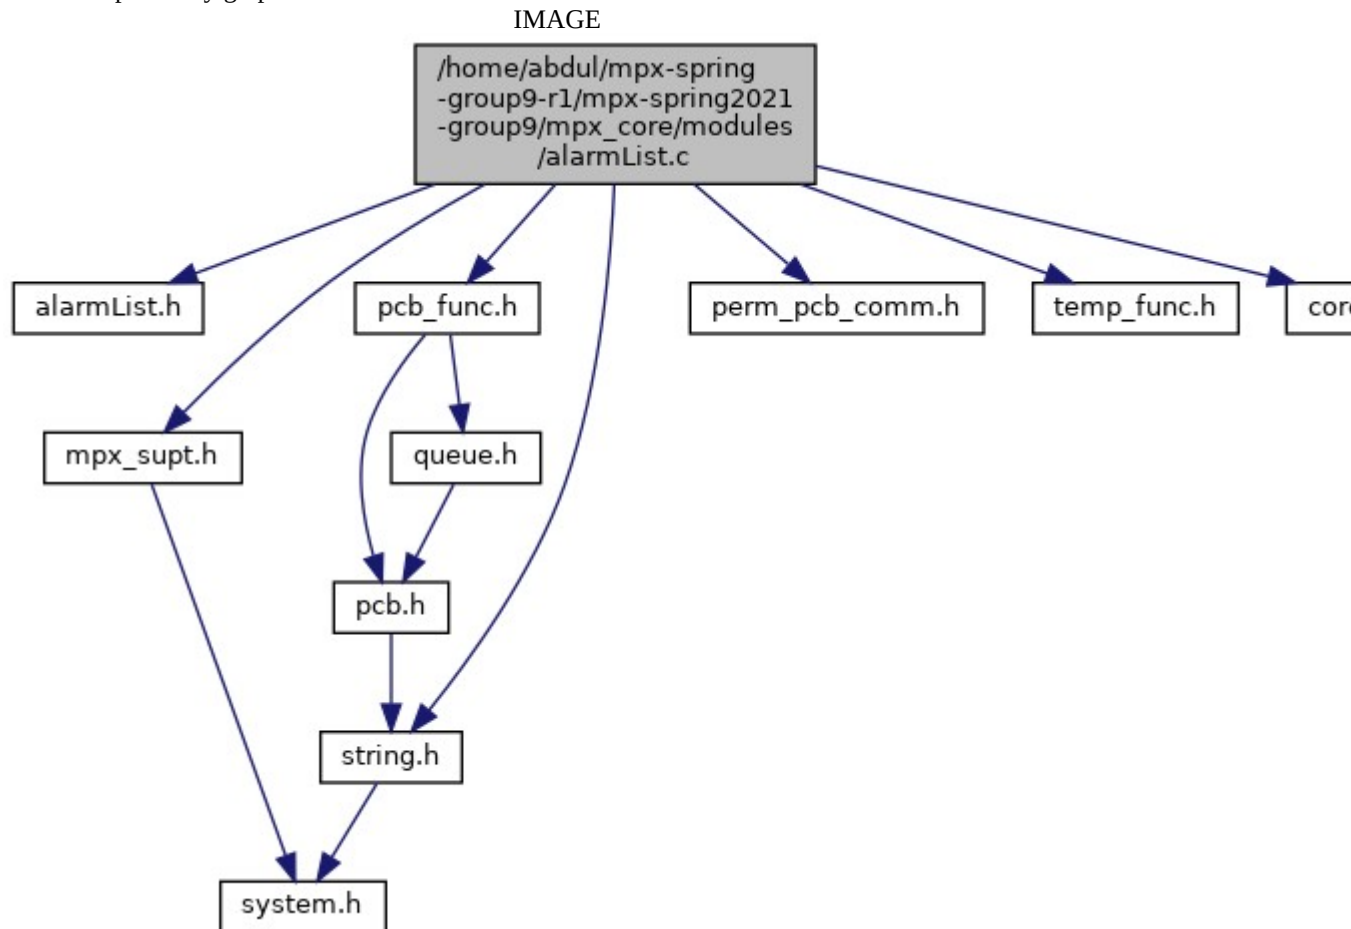 IMAGE
/home/abdul/mpx-spring
-group9-r1/mpx-spring2021
-group9/mpx_core/modules
/alarmList.c
alarmList.h
pcb_func.h
perm_pcb_comm.h
temp_func.h
mpx_supt.h
queue.h
pcb.h
string.h
system.h